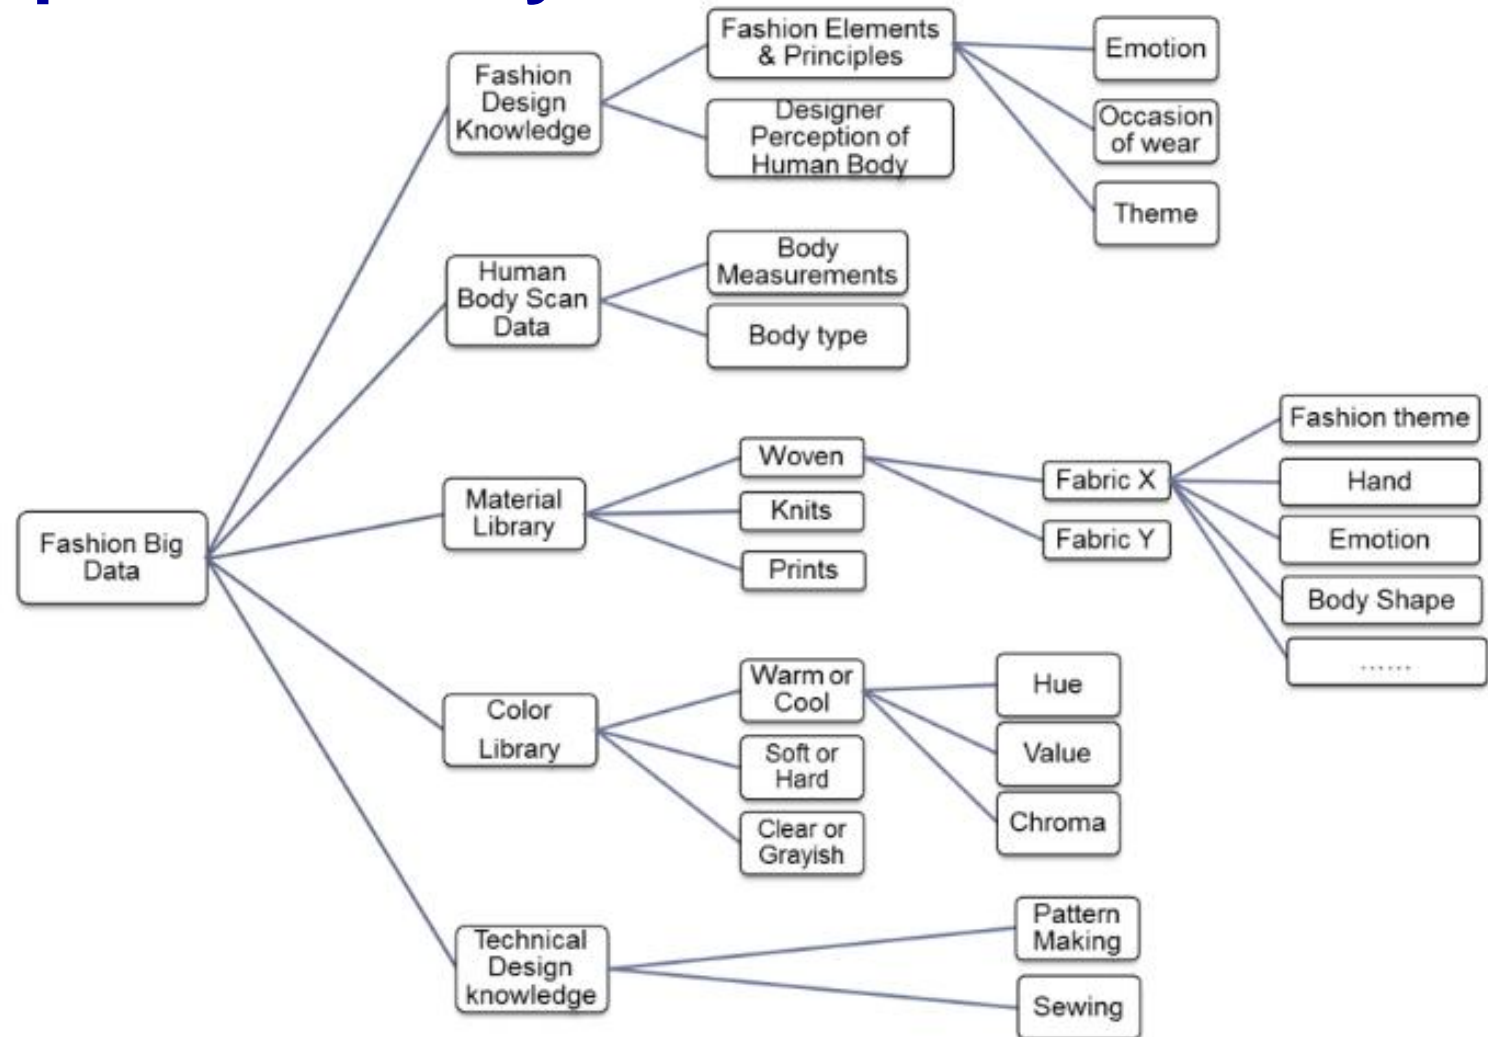 Fashion Elements
& Principles
Emotion
Fashion
Design
Knowledge
Designer
Perception of
Human Body
Occasion
of wear
Theme
Human
Body Scan
Data
Body
Measurements
Body type
Fashion theme
Woven
Fabric X
Hand
Material
Library
Knits
Fashion Big
Data
Fabric Y
Emotion
Prints
Body Shape
......
Warm or
Cool
Hue
Color
Library
Soft or
Hard
Value
Clear or
Grayish
Chroma
Technical
Design
knowledge
Pattern
Making
Sewing